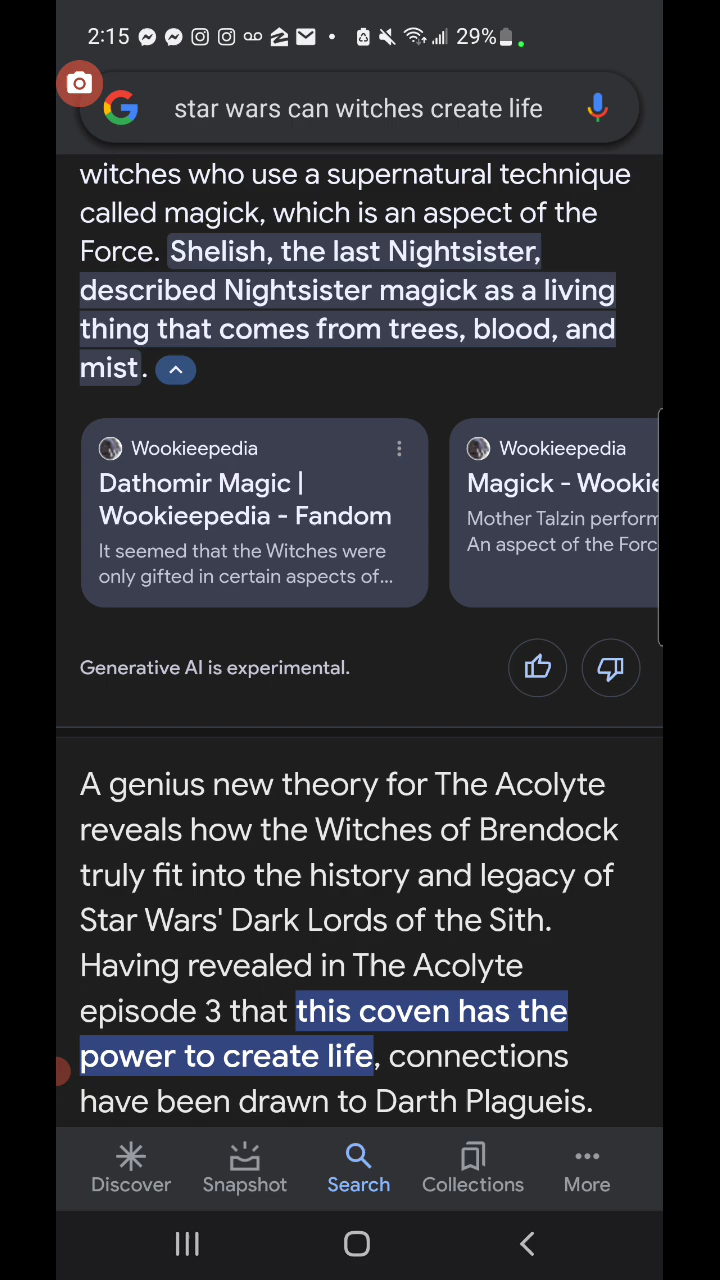 2:15
29%
star wars can witches create life
witches who use a supernatural technique
called magick, which is an aspect of the
Force. Shelish, the last Nightsister,
described Nightsister magick as a living
thing that comes from trees, blood, and
mist.
Wookieepedia
Dathomir Magic |
Wookieepedia - Fandom
It seemed that the Witches were
only gifted in certain aspects of...
Wookieepedia
Magick - Wookie
Mother Talzin perform
An aspect of the Forc
Generative AI is experimental.
A genius new theory for The Acolyte
reveals how the Witches of Brendock
truly fit into the history and legacy of
Star Wars' Dark Lords of the Sith.
Having revealed in The Acolyte
episode 3 that this coven has the
power to create life, connections
have been drawn to Darth Plagueis.
Discover Snapshot Search Collections More